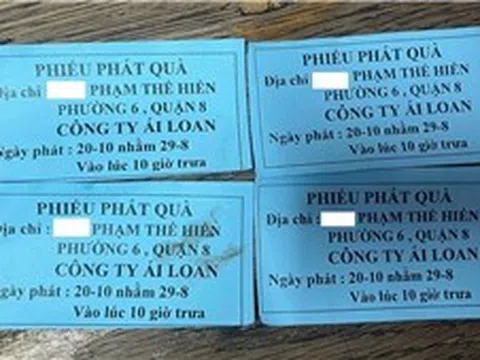 PHIẾU PHÁT QUÀ
Địa chỉ PHẠM THẾ HIỂN
PHƯỜNG 6 , QUẬN 8
CÔNG TY ÁI LOAN
Ngày phát : 20-10 nhằm 29-8
Vào lúc 10 giờ trưa
PHIẾU PHÁT QUÀ
Địa chỉ : PHẠM THẾ HIỂN
PHƯỜNG 6 , QUẬN 8
CÔNG TY ÁI LOAN
Ngày phát : 20-10 nhằm 29-8
Vào lúc 10 giờ trưa
PHIẾU PHÁT QUÀ
Địa chỉ : PHẠM THẾ HIỂN
PHƯỜNG 6 , QUẬN 8
CÔNG TY ÁI LOAN
Ngày phát : 20-10 nhằm 29-8
Vào lúc 10 giờ trưa
PHIẾU PHÁT QUÀ
Địa chỉ : PHẠM THẾ HIỂN
PHƯỜNG 6 , QUẬN 8
CÔNG TY ÁI LOAN
Ngày phát : 20-10 nhằm 29-8
Vào lúc 10 giờ trưa